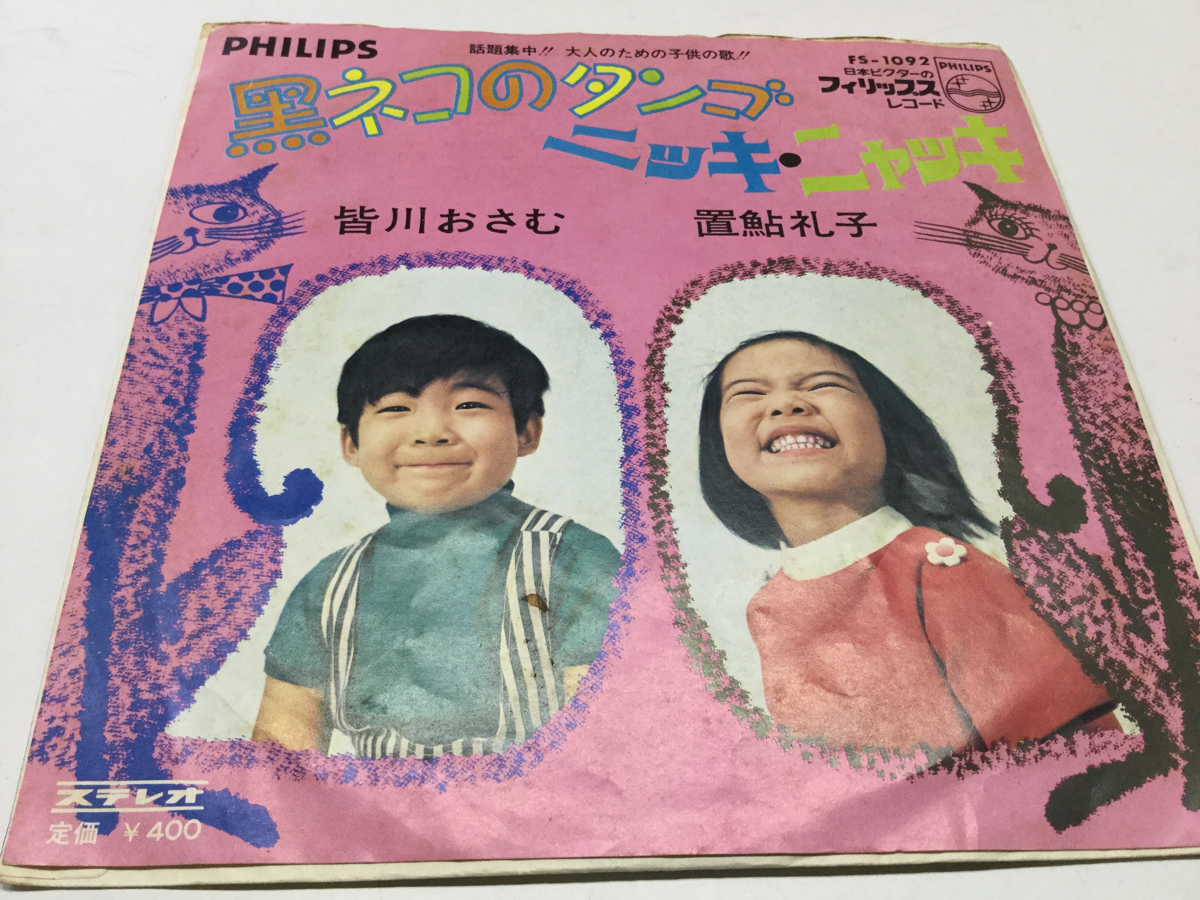 PHILIPS
話題集中!! 大人のための子供の歌!!
FS-1092
日本ビクターの
フィリップス
レコード
PHILIPS
黒ネコのタンゴ
ニッキ・ニャッキ
皆川おさむ
置鮎礼子
ステレオ
定価 ¥400